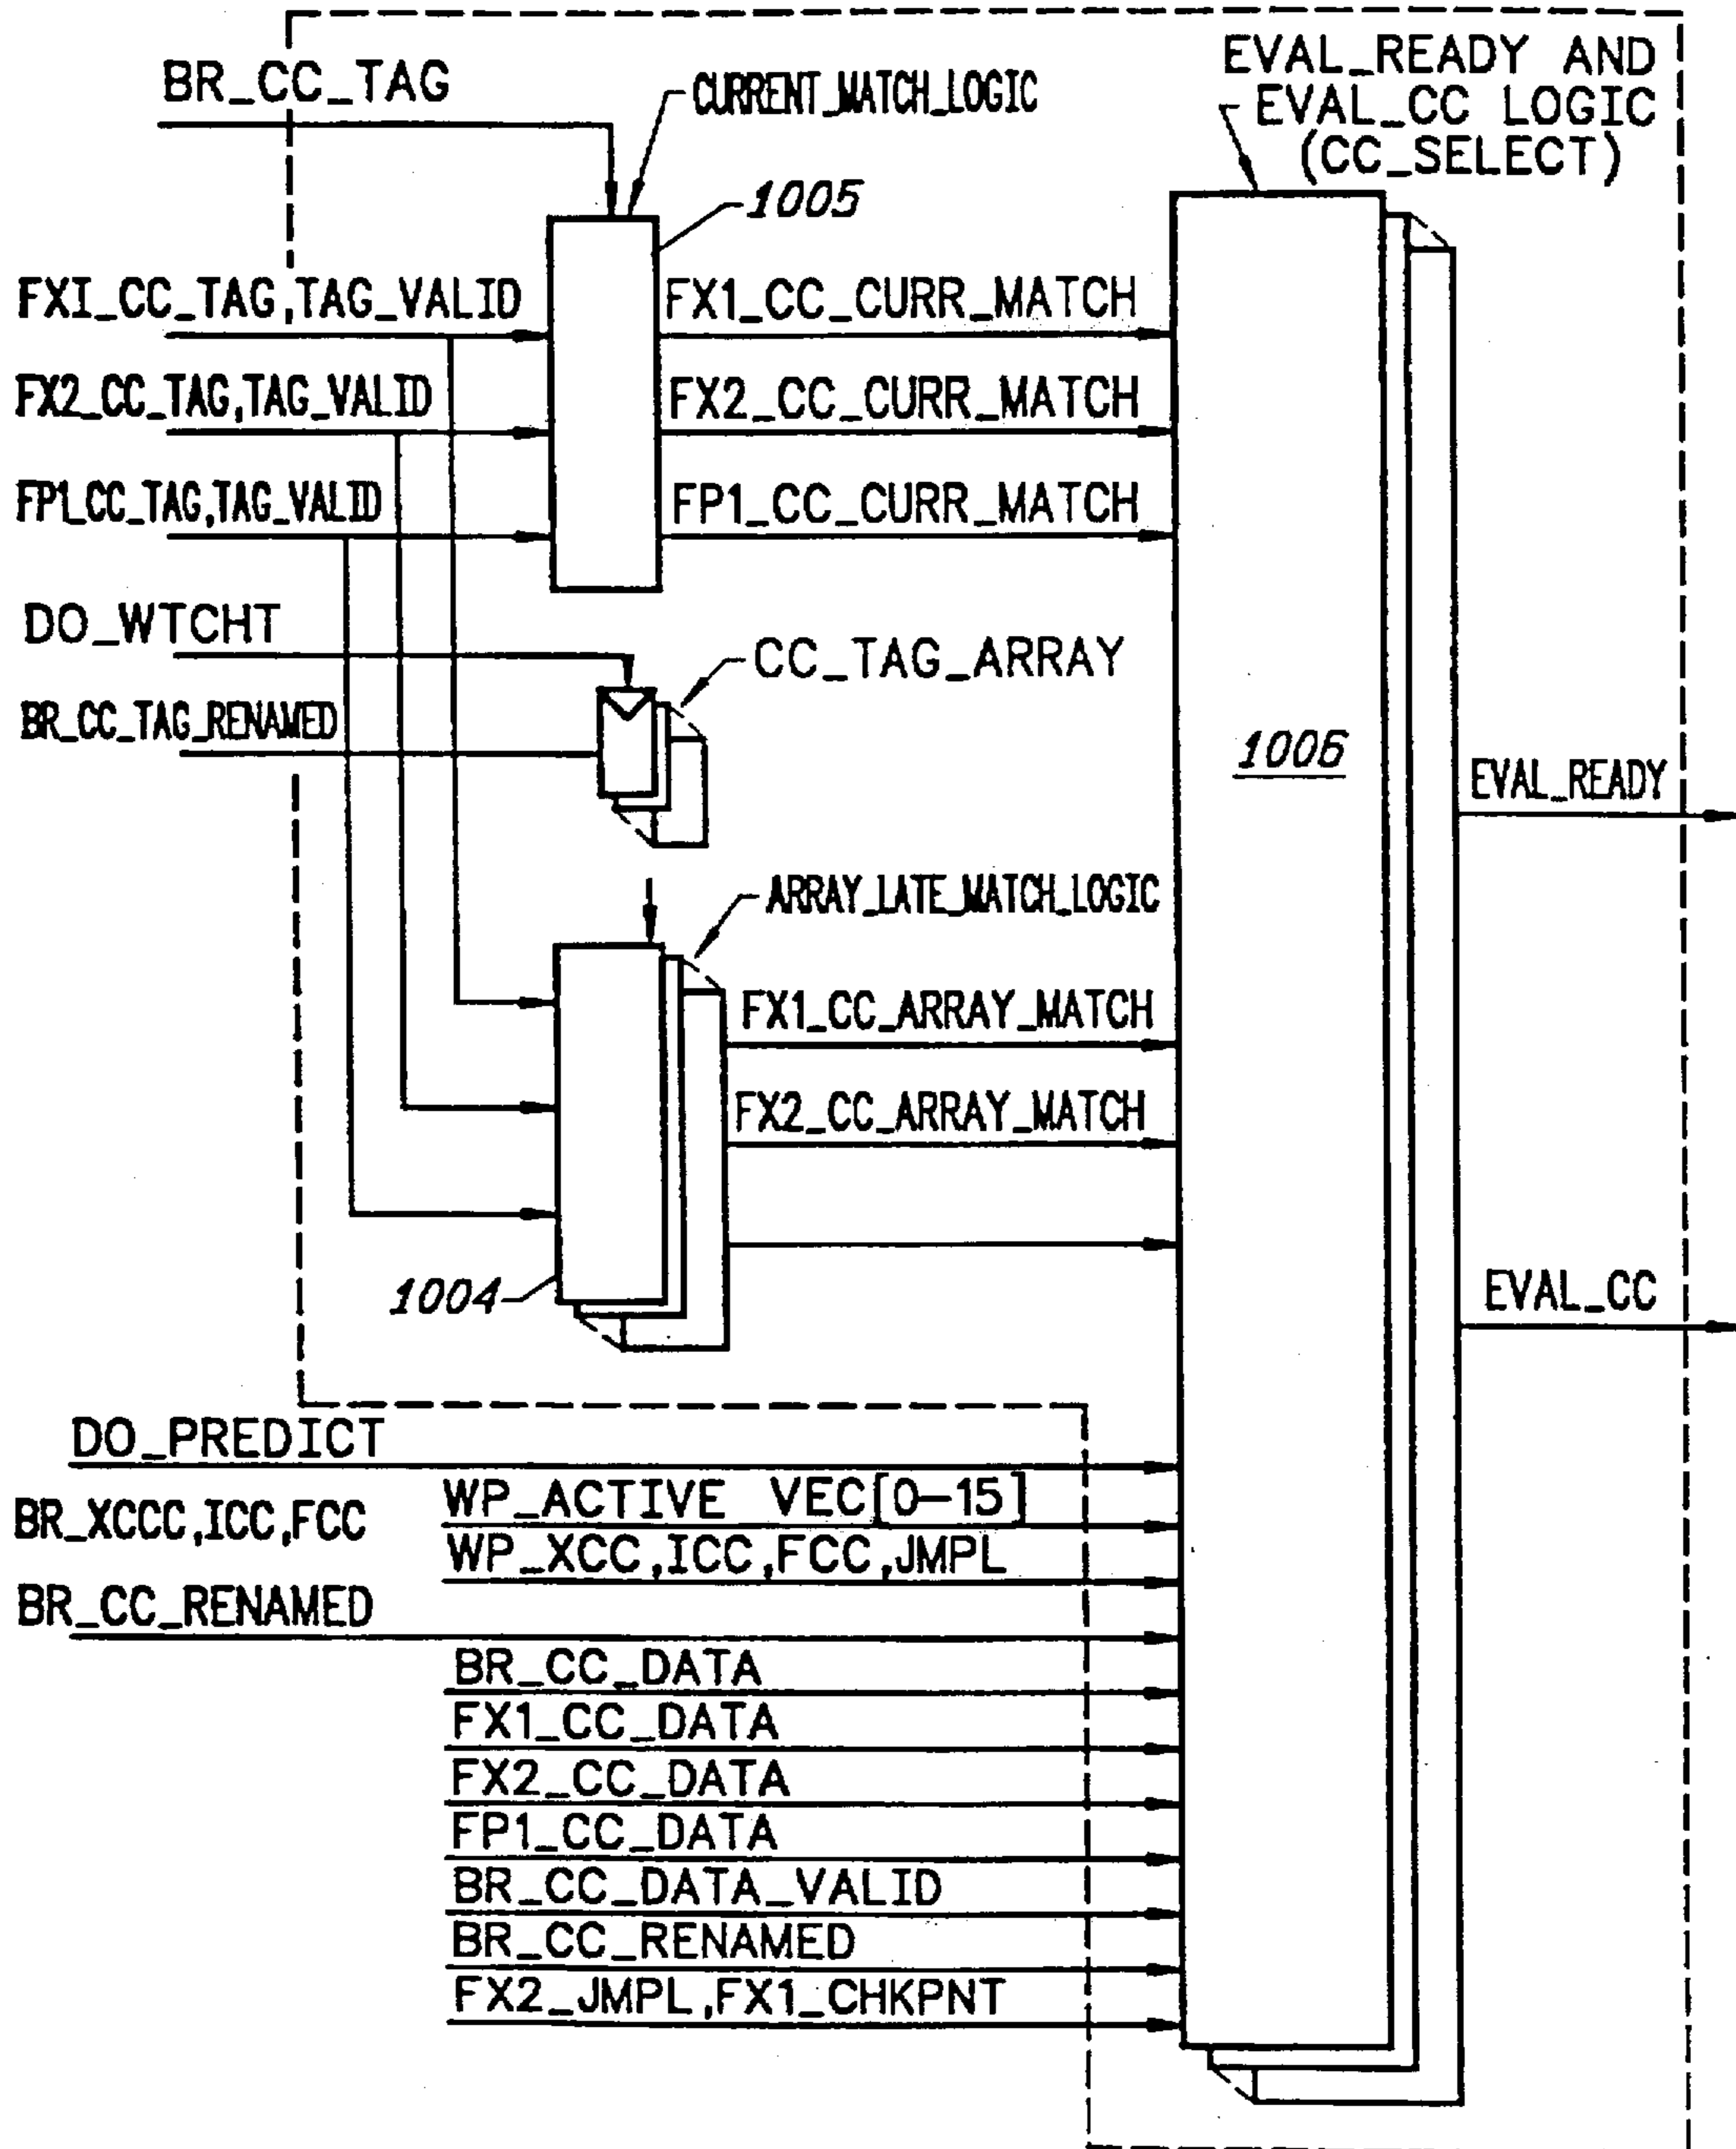 EVAL_READY AND
EVAL_CC LOGIC
(CC_SELECT)
BR_CC_TAG
CURRENT_MATCH_LOGIC
1005
FXI_CC_TAG,TAG_VALID
FX1_CC_CURR_MATCH
FX2_CC_TAG,TAG_VALID
FX2_CC_CURR_MATCH
FP1_CC_TAG,TAG_VALID
FP1_CC_CURR_MATCH
DO_WTCHT
CC_TAG_ARRAY
BR_CC_TAG_RENAMED
1006
EVAL_READY
ARRAY_LATE_MATCH_LOGIC
FX1_CC_ARRAY_MATCH
FX2_CC_ARRAY_MATCH
1004
EVAL_CC
DO_PREDICT
WP_ACTIVE VEC[0-15]
BR_XCCC,ICC,FCC
WP_XCC,ICC,FCC,JMPL
BR_CC_RENAMED
BR_CC_DATA
FX1_CC_DATA
FX2_CC_DATA
FP1_CC_DATA
BR_CC_DATA_VALID
BR_CC_RENAMED
FX2_JMPL,FX1_CHKPNT